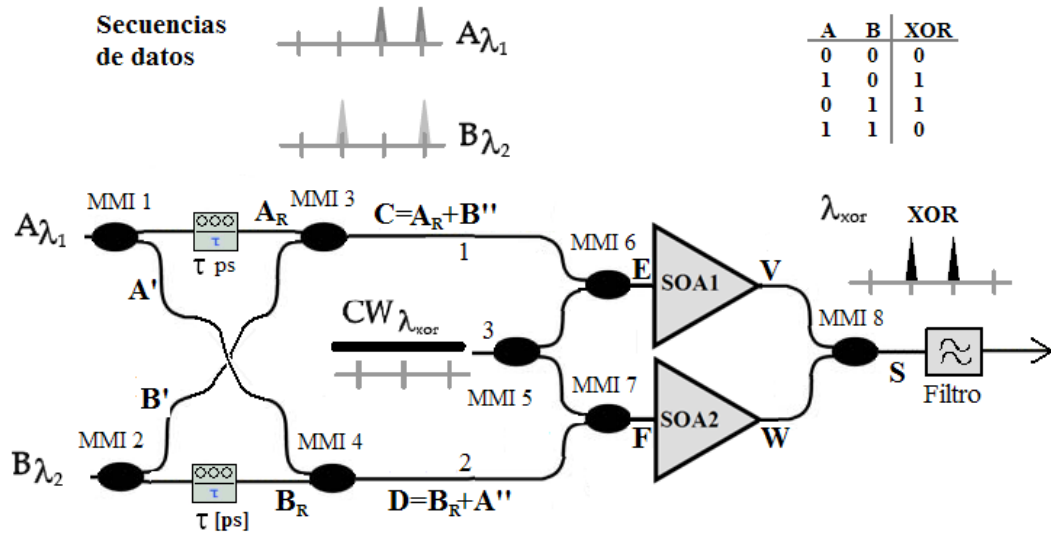 Secuencias
de datos
Aλ1
Bλ2
A B XOR
0 0 0
1 0 1
0 1 1
1 1 0
MMI 1
MMI 3
Aλ1
τ
τ ps
AR
C=AR+B''
1
A'
MMI 6
E
SOA1
V
λxor
XOR
CWλxor
3
MMI 5
MMI 8
S
Filtro
B'
MMI 7
F
SOA2
W
MMI 2
MMI 4
Bλ2
τ
τ [ps]
BR
2
D=BR+A''